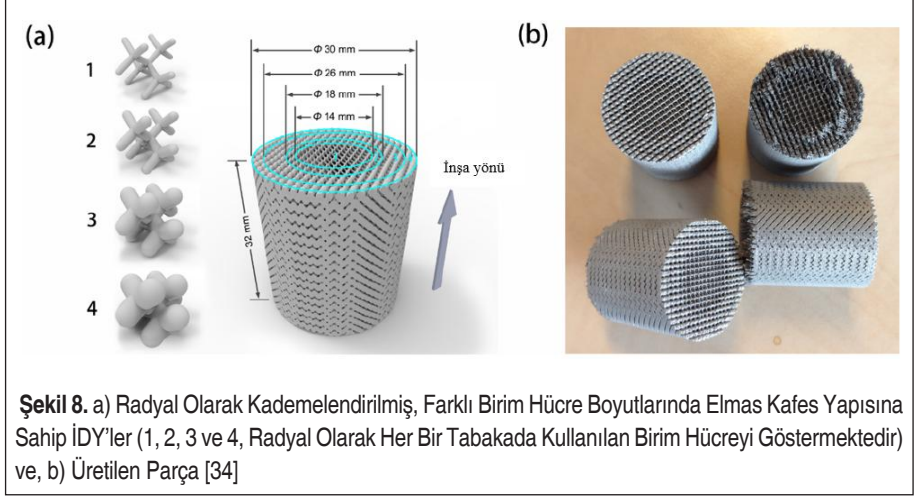 (a)
(b)
1
2
3
4
Φ 30 mm
Φ 26 mm
Φ 18 mm
Φ 14 mm
32 mm
İnşa yönü
Şekil 8. a) Radyal Olarak Kademelendirilmiş, Farklı Birim Hücre Boyutlarında Elmas Kafes Yapısına
Sahip İDY’ler (1, 2, 3 ve 4, Radyal Olarak Her Bir Tabakada Kullanılan Birim Hücreyi Göstermektedir)
ve, b) Üretilen Parça [34]